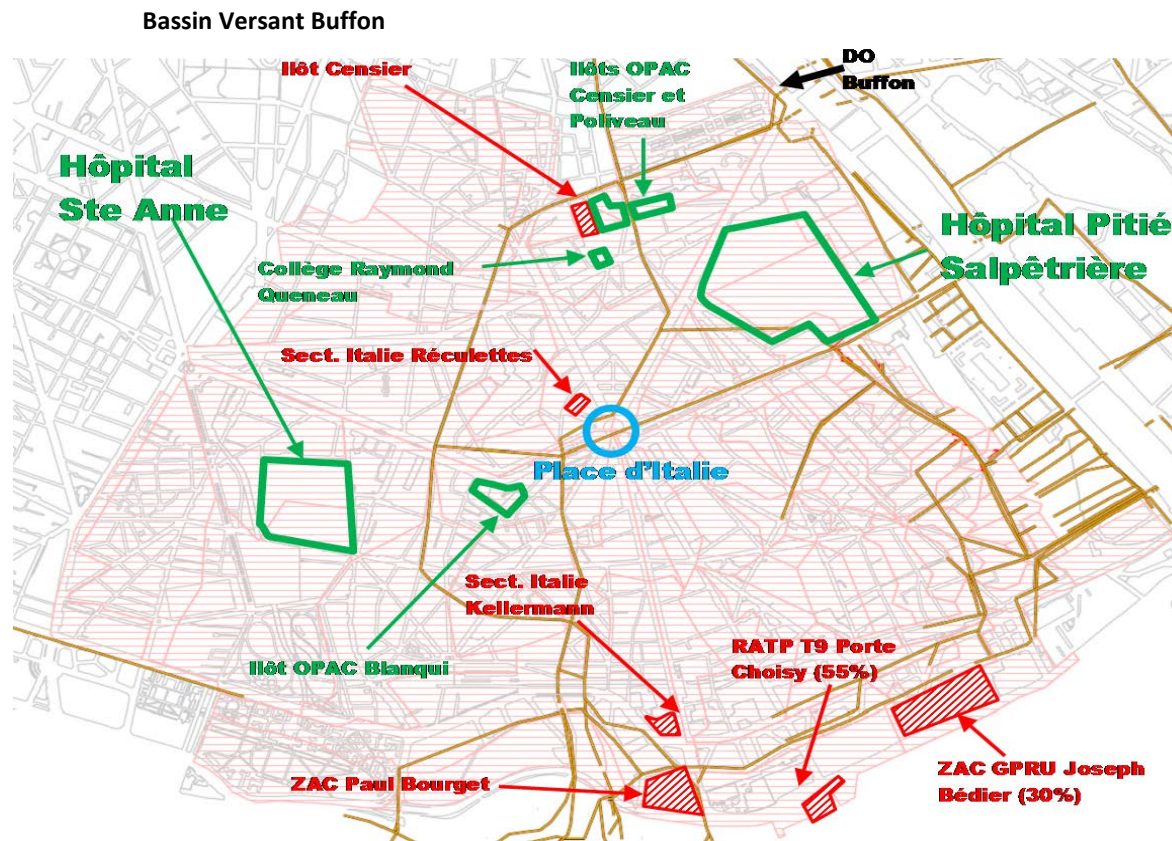 Bassin Versant Buffon
Ilôt Censier
Ilôts OPAC
Censier et
Poliveau
DO
Buffon
Hôpital
Ste Anne
Hôpital Pitié
Salpêtrière
Collège Raymond
Queneau
Sect. Italie Réculettes
Place d'Italie
Sect. Italie
Kellermann
Ilôt OPAC Blanqui
RATP T9 Porte
Choisy (55%)
ZAC Paul Bourget
ZAC GPRU Joseph
Bédier (30%)